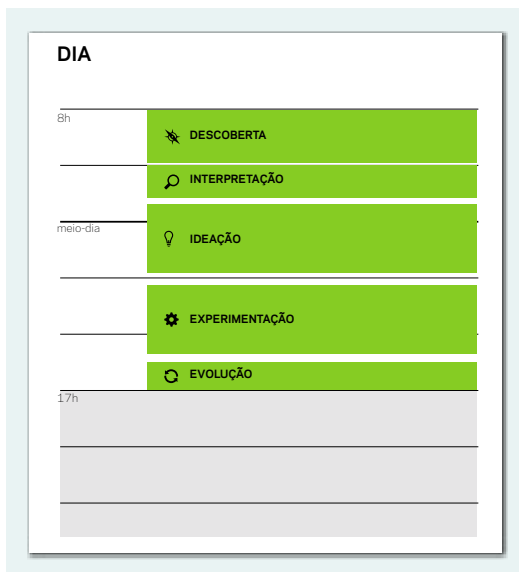 DIA
8h
DESCOBERTA
INTERPRETAÇÃO
meio-dia
IDEAÇÃO
EXPERIMENTAÇÃO
EVOLUÇÃO
17h